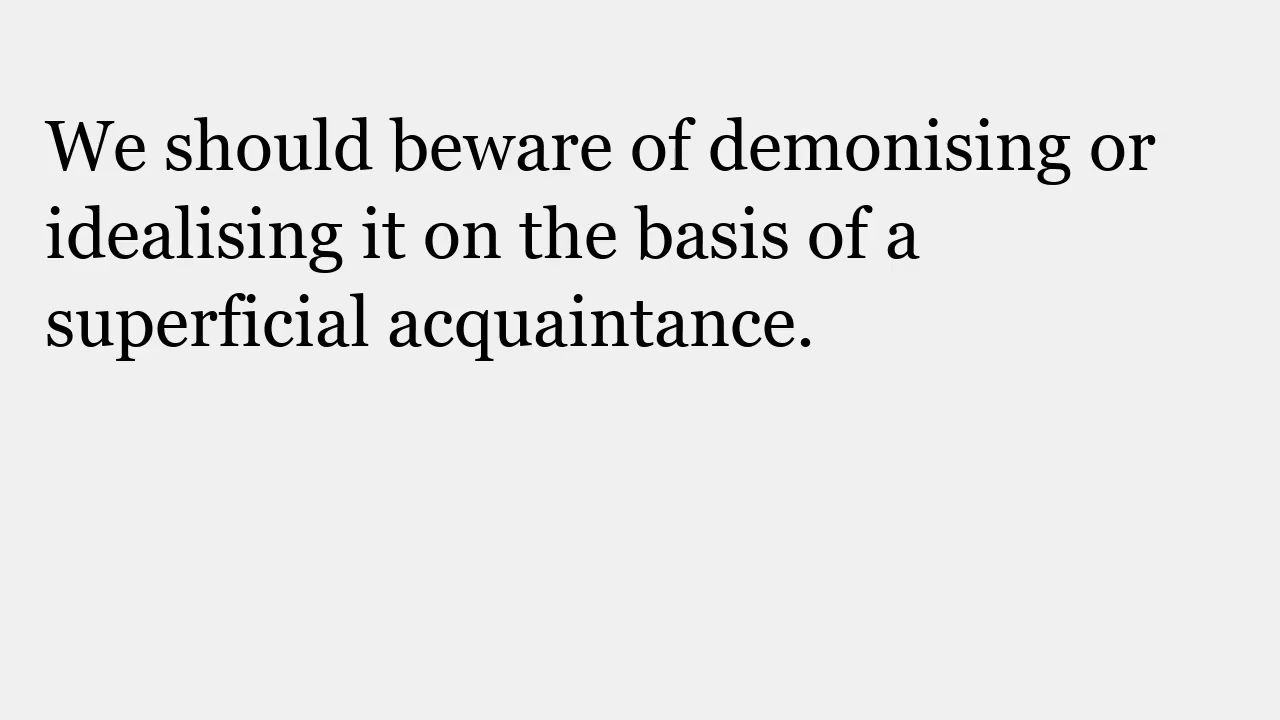 We should beware of demonising or
idealising it on the basis of a
superficial acquaintance.